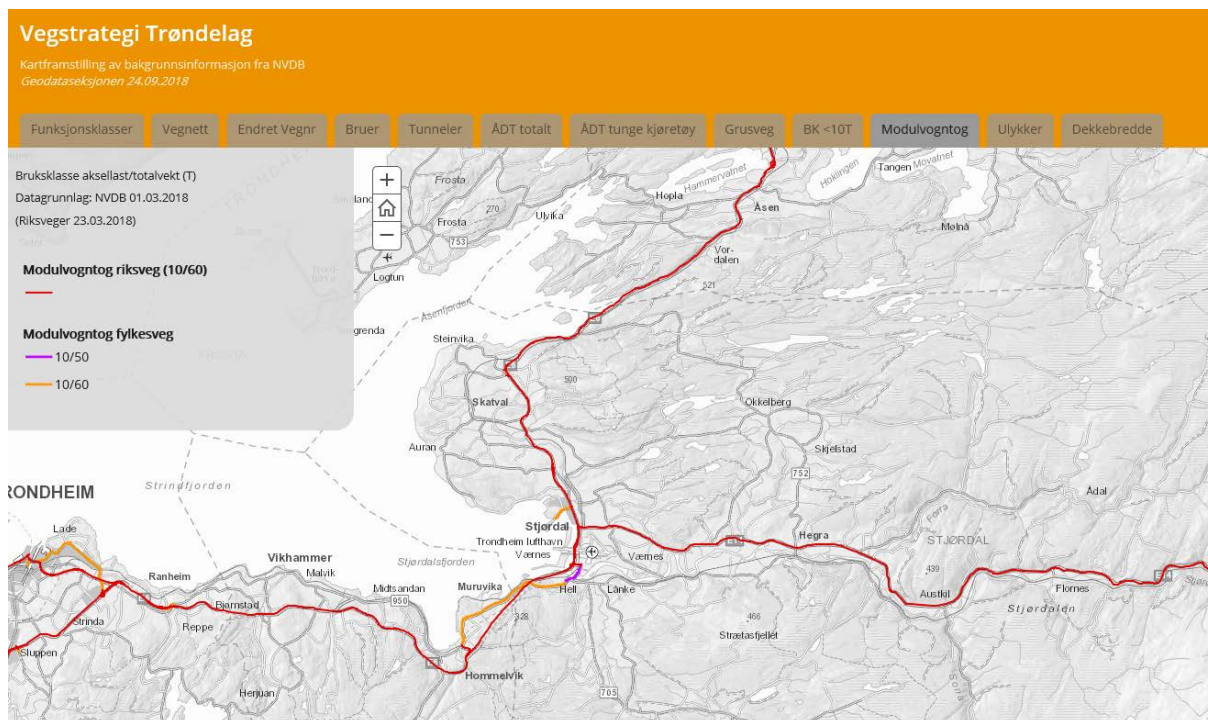 Vegstrategi Trøndelag
Kartframstilling av bakgrunnsinformasjon fra NVDB
Geodataseksjonen 24.09.2018
Funksjonsklasser Vegnett Endret Vegnr Bruer Tunneler ÅDT totalt ÅDT tunge kjøretøy Grusveg BK <10T Modulvogntog Ulykker Dekkebredde
Bruksklasse aksellast/totalvekt (T)
Datagrunnlag: NVDB 01.03.2018
(Riksveger 23.03.2018)
Modulvogntog riksveg (10/60)
Modulvogntog fylkesveg
10/50
10/60
+
−
Frosta
270
Ulvika
Frosta
753
Logtun
Hopla
Hammervatnet
Åsen
Hoklingen
Tangen
Movatnet
Mølnå
Vor-
dalen
521
Åsenfjorden
grenda
Steinvika
500
Skatval
Auran
Okkelberg
Skjelstad
752
Ådal
RONDHEIM
Strindfjorden
Lade
Stjørdal
Trondheim lufthavn
Værnes
Værnes
Hegra
Forra
STJØRDAL
439
Vikhammer
Malvik
Stjørdalsfjorden
Ranheim
Midtsandan
950
Muruvika
Hell
Lånke
Austkil
Flornes
Stjørdalen
Bjørnstad
Reppe
Strinda
328
466
Strætasfjellet
Sluppen
Hommelvik
Herjuan
705
Sona